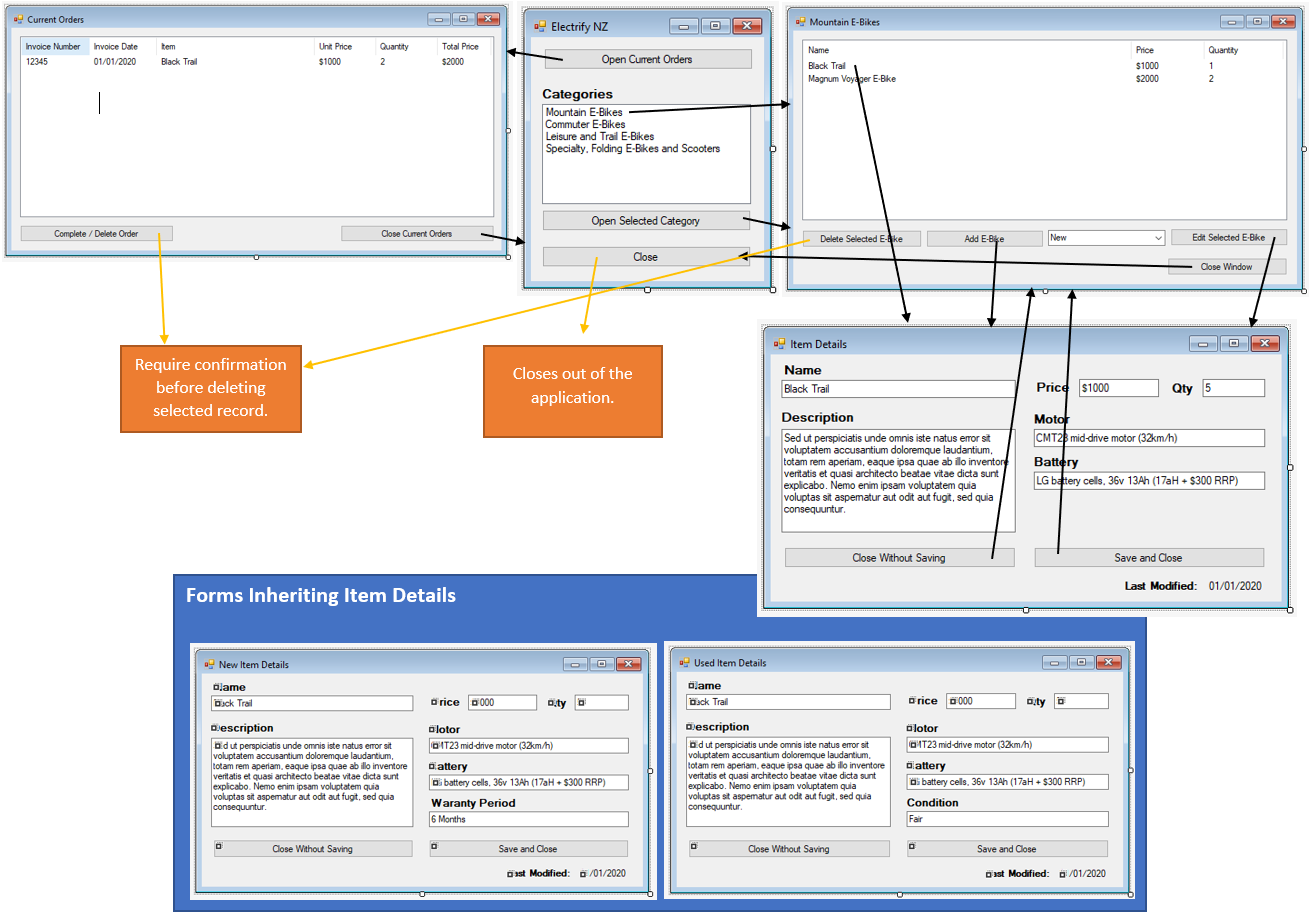 Current Orders
Invoice Number Invoice Date Item Unit Price Quantity Total Price
12345 01/01/2020 Black Trail $1000 2 $2000
Complete / Delete Order
Close Current Orders
Electrify NZ
Open Current Orders
Categories
Mountain E-Bikes
Commuter E-Bikes
Leisure and Trail E-Bikes
Specialty, Folding E-Bikes and Scooters
Open Selected Category
Close
Mountain E-Bikes
Name Price Quantity
Black Trail $1000 1
Magnum Voyager E-Bike $2000 2
Delete Selected E-Bike
Add E-Bike
New
Edit Selected E-Bike
Close Window
Require confirmation
before deleting
selected record.
Closes out of the
application.
Item Details
Name
Black Trail
Price $1000 Qty 5
Description
Sed ut perspiciatis unde omnis iste natus error sit
voluptatem accusantium doloremque laudantium,
totam rem aperiam, eaque ipsa quae ab illo inventore
veritatis et quasi architecto beatae vitae dicta sunt
explicabo. Nemo enim ipsam voluptatem quia
voluptas sit aspernatur aut odit aut fugit, sed quia
consequuntur.
Motor
CMT23 mid-drive motor (32km/h)
Battery
LG battery cells, 36v 13Ah (17aH + $300 RRP)
Close Without Saving
Save and Close
Last Modified: 01/01/2020
Forms Inheriting Item Details
New Item Details
ame
ack Trail
rice 000 ty
escription
d ut perspiciatis unde omnis iste natus error sit
voluptatem accusantium doloremque laudantium,
totam rem aperiam, eaque ipsa quae ab illo inventore
veritatis et quasi architecto beatae vitae dicta sunt
explicabo. Nemo enim ipsam voluptatem quia
voluptas sit aspernatur aut odit aut fugit, sed quia
consequuntur.
otor
MT23 mid-drive motor (32km/h)
attery
battery cells, 36v 13Ah (17aH + $300 RRP)
Waranty Period
6 Months
Close Without Saving
Save and Close
ast Modified: /01/2020
Used Item Details
ame
ack Trail
rice 000 ty
escription
d ut perspiciatis unde omnis iste natus error sit
voluptatem accusantium doloremque laudantium,
totam rem aperiam, eaque ipsa quae ab illo inventore
veritatis et quasi architecto beatae vitae dicta sunt
explicabo. Nemo enim ipsam voluptatem quia
voluptas sit aspernatur aut odit aut fugit, sed quia
consequuntur.
otor
MT23 mid-drive motor (32km/h)
attery
battery cells, 36v 13Ah (17aH + $300 RRP)
Condition
Fair
Close Without Saving
Save and Close
ast Modified: /01/2020